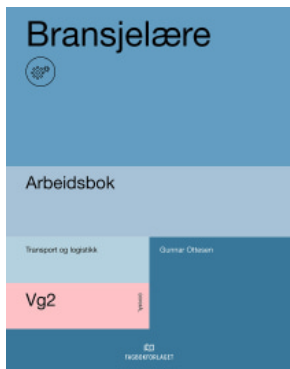 Bransjelære
Arbeidsbok
Transport og logistikk
Gunnar Ottesen
Vg2
FAGBOKFORLAGET